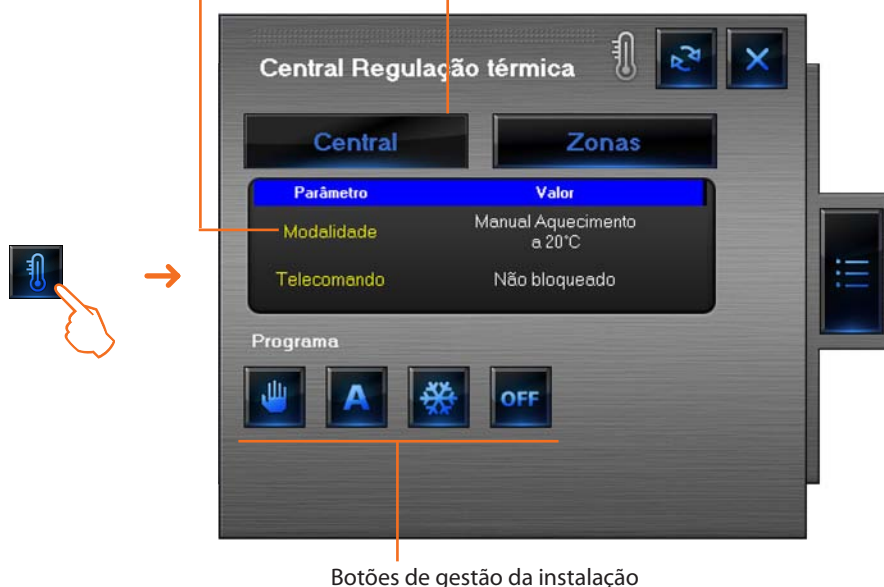 Central Regulação térmica
Central
Zonas
Parâmetro Valor
Modalidade Manual Aquecimento
a 20°C
Telecomando Não bloqueado
Programa
A
OFF
Botões de gestão da instalação